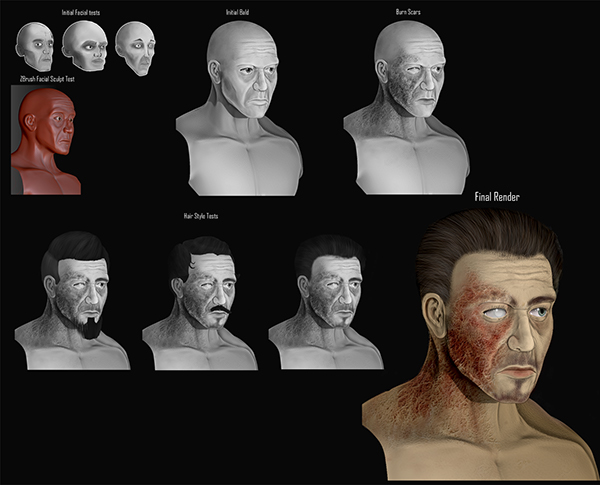 Initial Facial tests
Initial Bald
Burn Scars
ZBrush Facial Sculpt Test
Final Render
Hair Style Tests